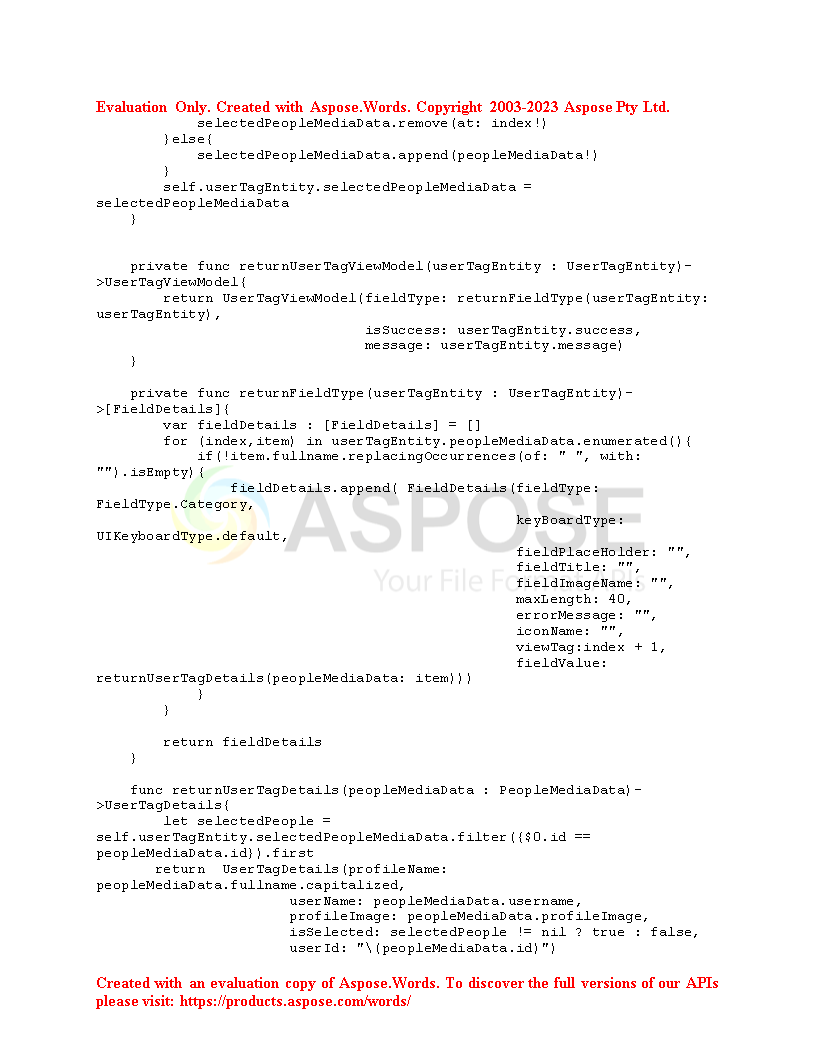 Evaluation Only. Created with Aspose.Words. Copyright 2003-2023 Aspose Pty Ltd.
            selectedPeopleMediaData.remove(at: index!)
        }else{
            selectedPeopleMediaData.append(peopleMediaData!)
        }
        self.userTagEntity.selectedPeopleMediaData =
selectedPeopleMediaData
    }
    private func returnUserTagViewModel(userTagEntity : UserTagEntity)-
>UserTagViewModel{
        return UserTagViewModel(fieldType: returnFieldType(userTagEntity:
userTagEntity),
                                isSuccess: userTagEntity.success,
                                message: userTagEntity.message)
    }
    private func returnFieldType(userTagEntity : UserTagEntity)-
>[FieldDetails]{
        var fieldDetails : [FieldDetails] = []
        for (index,item) in userTagEntity.peopleMediaData.enumerated(){
            if(!item.fullname.replacingOccurrences(of: " ", with:
"").isEmpty){
                fieldDetails.append( FieldDetails(fieldType:
FieldType.Category,
                                                  keyBoardType:
UIKeyboardType.default,
                                                  fieldPlaceHolder: "",
                                                  fieldTitle: "",
                                                  fieldImageName: "",
                                                  maxLength: 40,
                                                  errorMessage: "",
                                                  iconName: "",
                                                  viewTag:index + 1,
                                                  fieldValue:
returnUserTagDetails(peopleMediaData: item)))
            }
        }
        return fieldDetails
    }
    func returnUserTagDetails(peopleMediaData : PeopleMediaData)-
>UserTagDetails{
        let selectedPeople =
self.userTagEntity.selectedPeopleMediaData.filter({$0.id ==
peopleMediaData.id}).first
       return  UserTagDetails(profileName:
peopleMediaData.fullname.capitalized,
                       userName: peopleMediaData.username,
                       profileImage: peopleMediaData.profileImage,
                       isSelected: selectedPeople != nil ? true : false,
                       userId: "\(peopleMediaData.id)")
ASPOSE
Your File Format APIs
Created with an evaluation copy of Aspose.Words. To discover the full versions of our APIs
please visit: https://products.aspose.com/words/